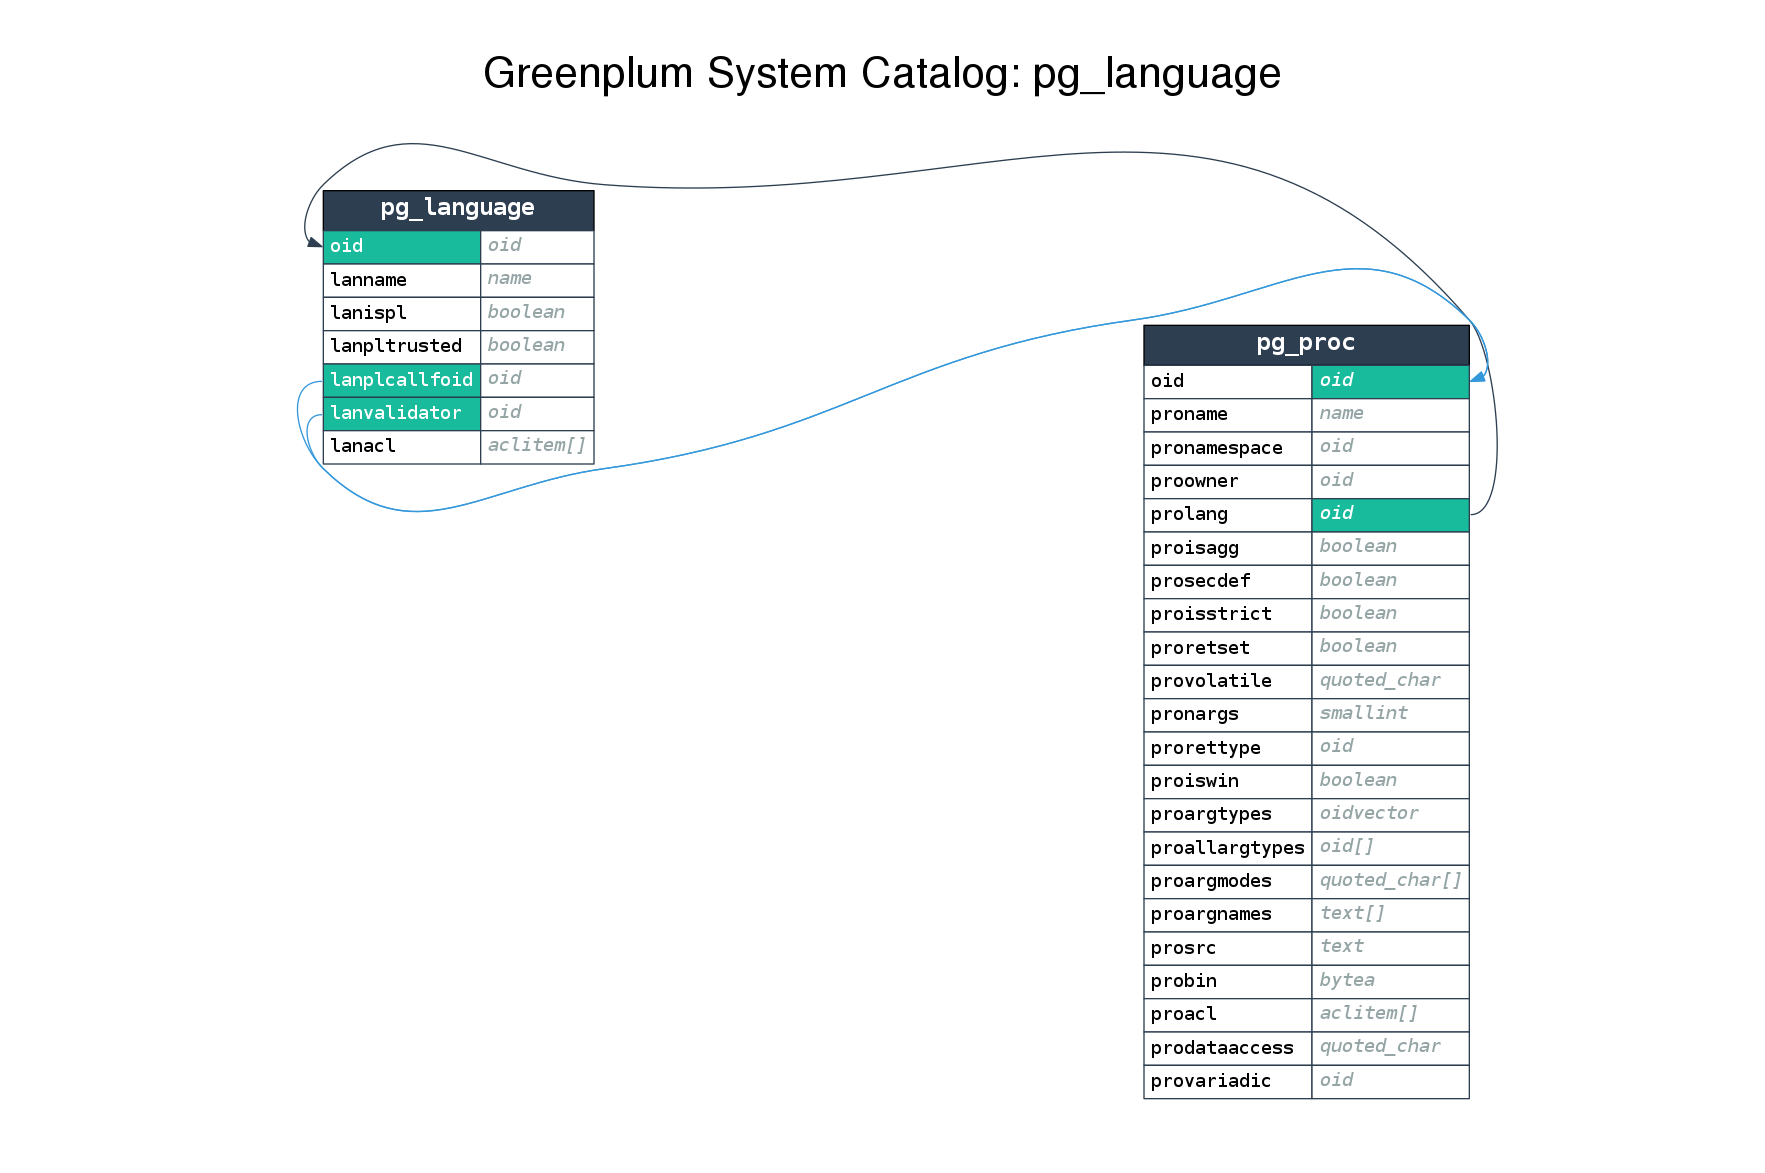 Greenplum System Catalog: pg_language
pg_language
oid oid
lanname name
lanispl boolean
lanpltrusted boolean
lanplcallfoid oid
lanvalidator oid
lanacl aclitem[]
pg_proc
oid oid
proname name
pronamespace oid
proowner oid
prolang oid
proisagg boolean
prosecdef boolean
proisstrict boolean
proretset boolean
provolatile quoted_char
pronargs smallint
prorettype oid
proiswin boolean
proargtypes oidvector
proallargtypes oid[]
proargmodes quoted_char[]
proargnames text[]
prosrc text
probin bytea
proacl aclitem[]
prodataaccess quoted_char
provariadic oid